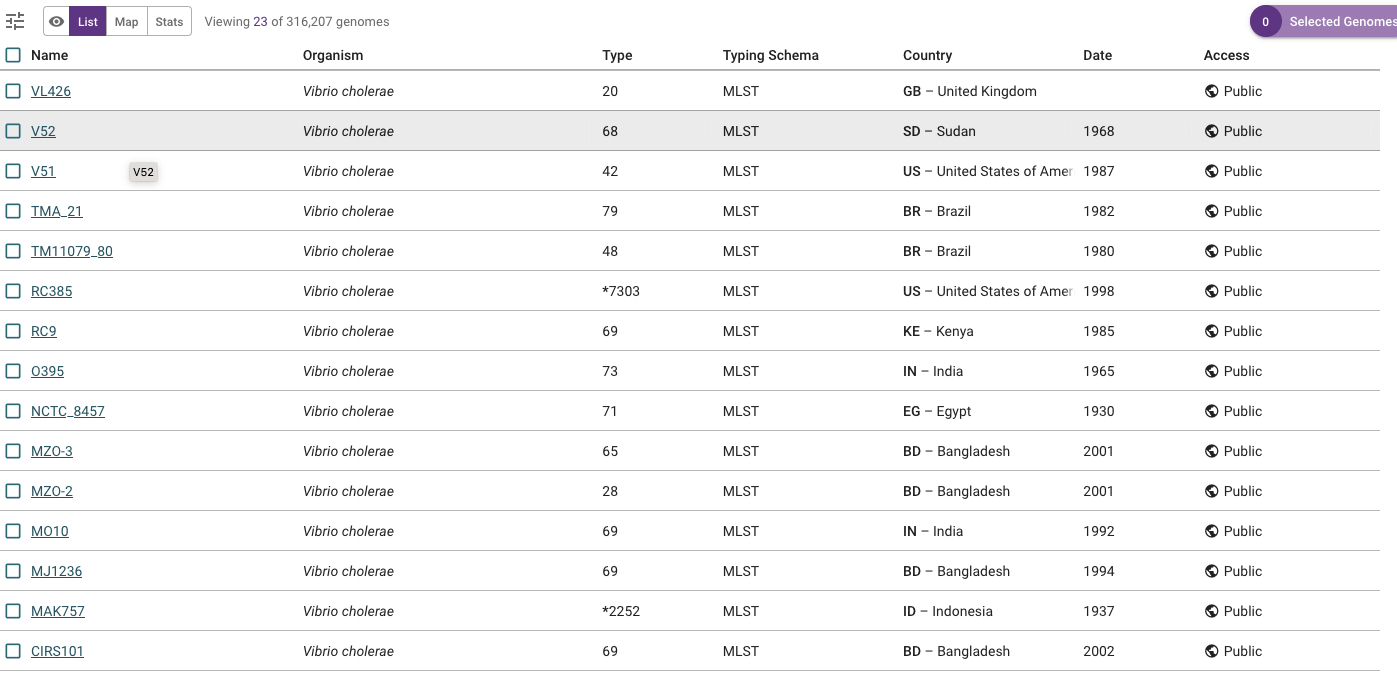 List Map Stats Viewing 23 of 316,207 genomes 0 Selected Genomes
Name Organism Type Typing Schema Country Date Access
VL426 Vibrio cholerae 20 MLST GB – United Kingdom Public
V52 Vibrio cholerae 68 MLST SD – Sudan 1968 Public
V51 V52 Vibrio cholerae 42 MLST US – United States of Amer 1987 Public
TMA_21 Vibrio cholerae 79 MLST BR – Brazil 1982 Public
TM11079_80 Vibrio cholerae 48 MLST BR – Brazil 1980 Public
RC385 Vibrio cholerae *7303 MLST US – United States of Amer 1998 Public
RC9 Vibrio cholerae 69 MLST KE – Kenya 1985 Public
O395 Vibrio cholerae 73 MLST IN – India 1965 Public
NCTC_8457 Vibrio cholerae 71 MLST EG – Egypt 1930 Public
MZO-3 Vibrio cholerae 65 MLST BD – Bangladesh 2001 Public
MZO-2 Vibrio cholerae 28 MLST BD – Bangladesh 2001 Public
MO10 Vibrio cholerae 69 MLST IN – India 1992 Public
MJ1236 Vibrio cholerae 69 MLST BD – Bangladesh 1994 Public
MAK757 Vibrio cholerae *2252 MLST ID – Indonesia 1937 Public
CIRS101 Vibrio cholerae 69 MLST BD – Bangladesh 2002 Public